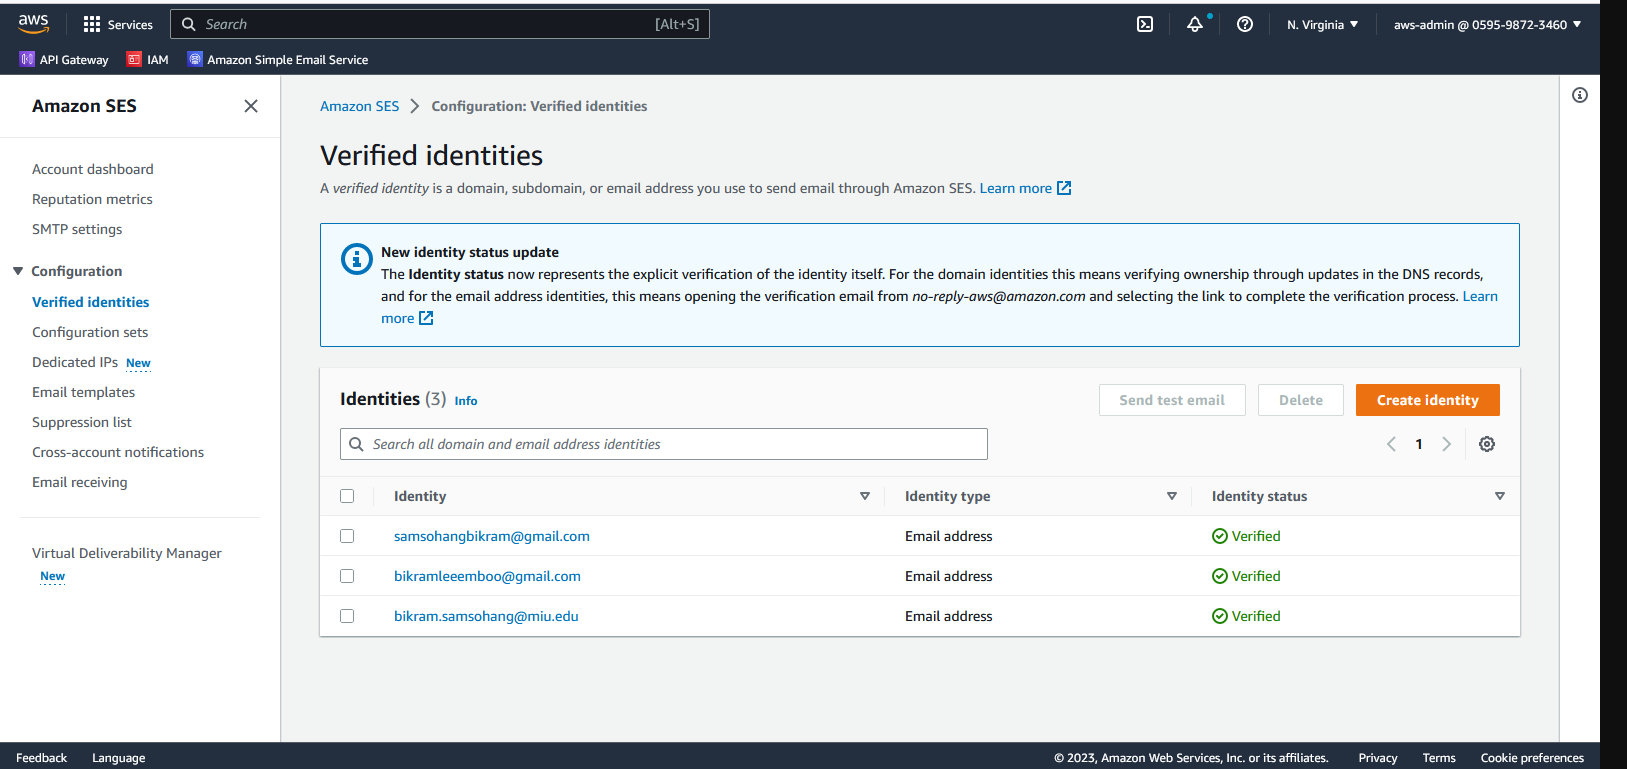 aws
Services
Search
[Alt+S]
N. Virginia
aws-admin @ 0595-9872-3460
API Gateway
IAM
Amazon Simple Email Service
Amazon SES
Account dashboard
Reputation metrics
SMTP settings
Configuration
Verified identities
Configuration sets
Dedicated IPs New
Email templates
Suppression list
Cross-account notifications
Email receiving
Virtual Deliverability Manager
New
Amazon SES > Configuration: Verified identities
Verified identities
A verified identity is a domain, subdomain, or email address you use to send email through Amazon SES. Learn more
New identity status update
The Identity status now represents the explicit verification of the identity itself. For the domain identities this means verifying ownership through updates in the DNS records,
and for the email address identities, this means opening the verification email from no-reply-aws@amazon.com and selecting the link to complete the verification process. Learn
more
Identities (3) Info
Send test email
Delete
Create identity
Search all domain and email address identities
1
Identity Identity type Identity status
samsohangbikram@gmail.com Email address Verified
bikramleeemboo@gmail.com Email address Verified
bikram.samsohang@miu.edu Email address Verified
Feedback Language © 2023, Amazon Web Services, Inc. or its affiliates. Privacy Terms Cookie preferences